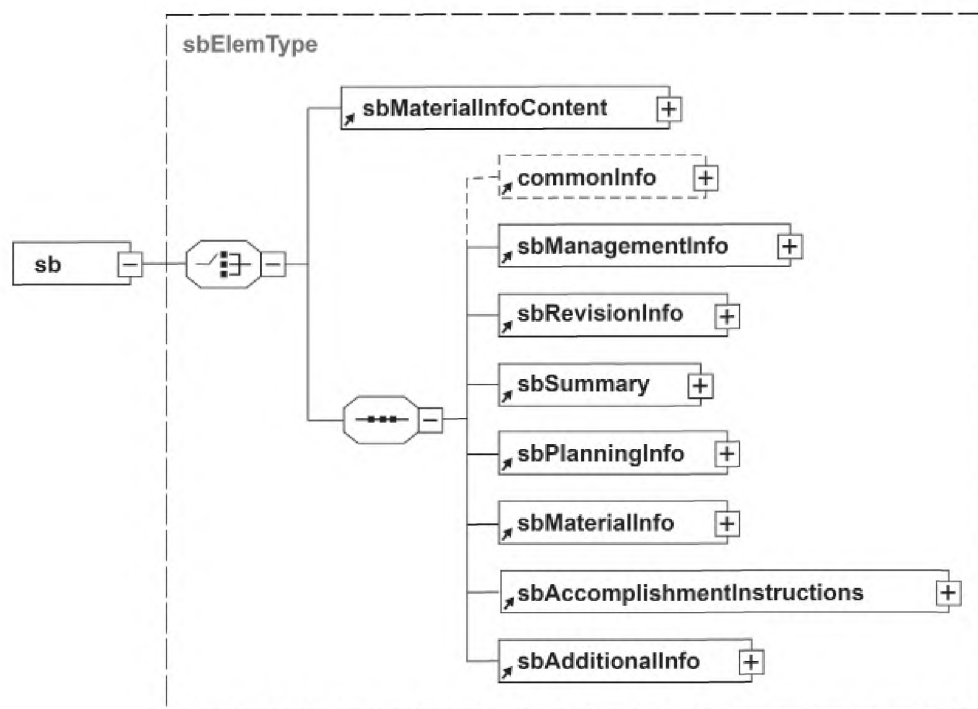 sbElemType
sbMaterialInfoContent
commonInfo
sbManagementInfo
sb
sbRevisionInfo
sbSummary
sbPlanningInfo
sbMaterialInfo
sbAccomplishmentInstructions
sbAdditionalInfo